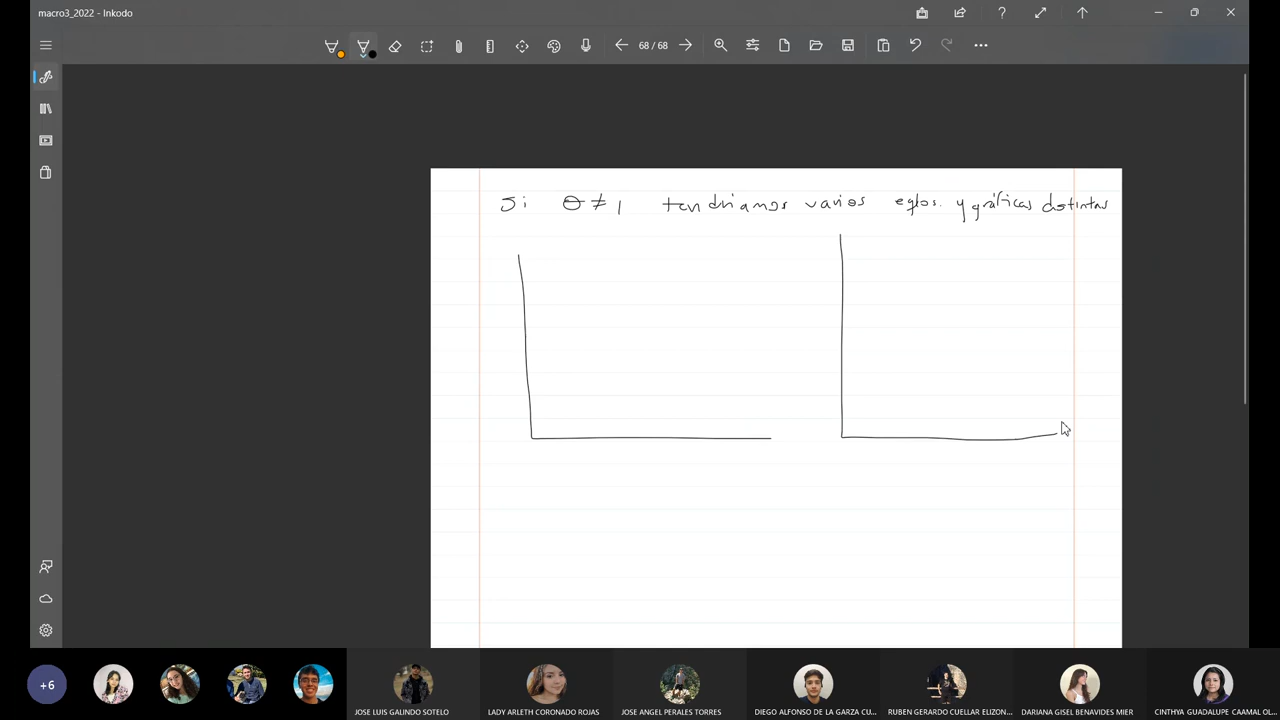 macro3_2022 - Inkodo
68 / 68
Si θ ≠ 1 tendriamos varios eqbs. y gráficas distintas
+6
JOSE LUIS GALINDO SOTELO
LADY ARLETH CORONADO ROJAS
JOSE ANGEL PERALES TORRES
DIEGO ALFONSO DE LA GARZA CU...
RUBEN GERARDO CUELLAR ELIZON...
DARIANA GISEL BENAVIDES MIER
CINTHYA GUADALUPE CAAMAL OL...